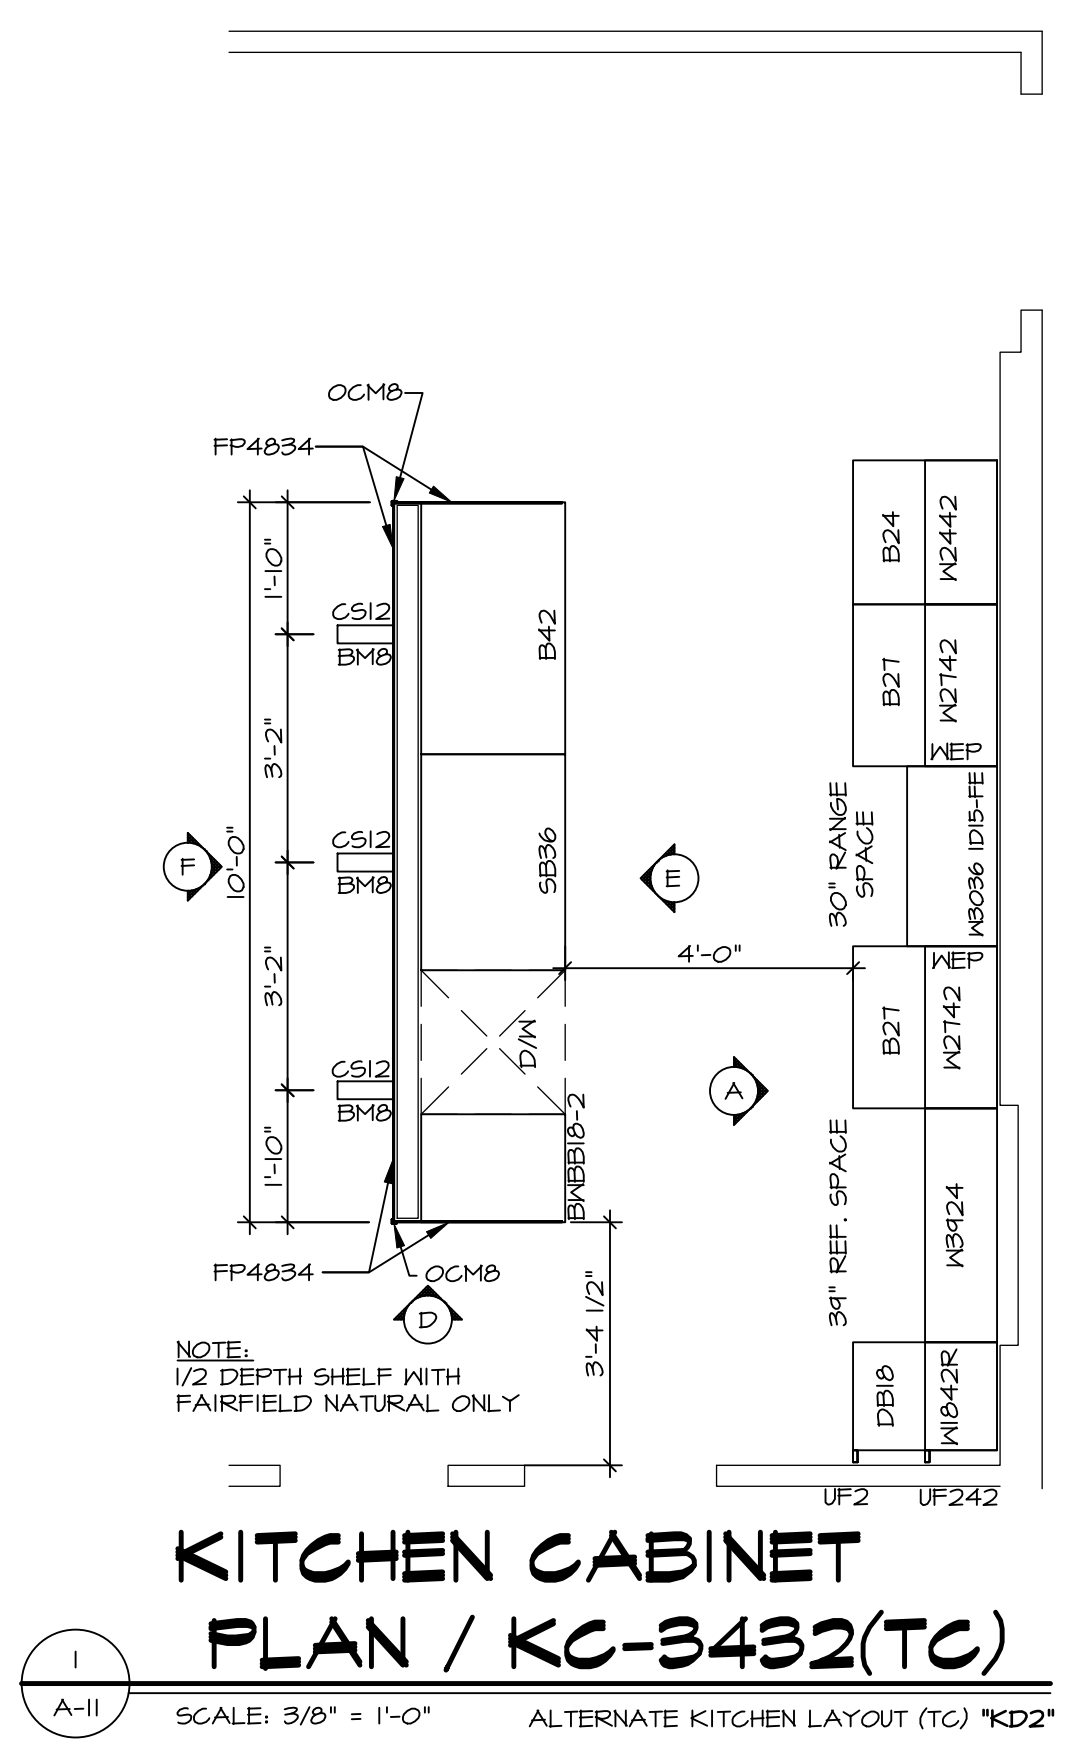 OCM8
FP4834
1'-10"
CS12
BM8
B42
B24
W2442
3'-2"
B27
W2742
WEP
F
10'-0"
CS12
BM8
SB36
E
30" RANGE
SPACE
W3036 1D15-FE
4'-0"
WEP
3'-2"
D/W
B27
W2742
CS12
BM8
A
1'-10"
BWBB18-2
39" REF. SPACE
W3924
FP4834
OCM8
D
3'-4 1/2"
NOTE:
1/2 DEPTH SHELF WITH
FAIRFIELD NATURAL ONLY
DB18
W1842R
UF2
UF242
KITCHEN CABINET
PLAN / KC-3432(TC)
1
A-11
SCALE: 3/8" = 1'-0"
ALTERNATE KITCHEN LAYOUT (TC) "KD2"